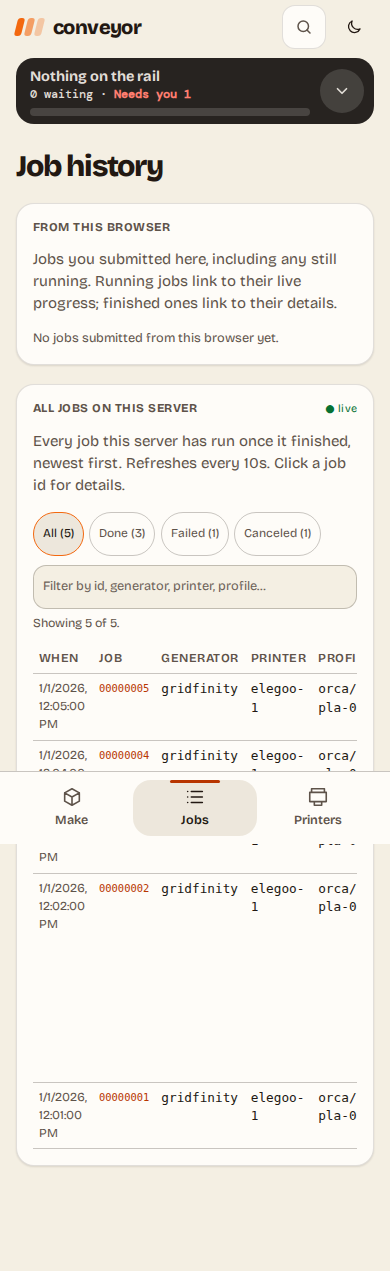 conveyor
Nothing on the rail
0 waiting · Needs you 1
Job history
FROM THIS BROWSER
Jobs you submitted here, including any still
running. Running jobs link to their live
progress; finished ones link to their details.
No jobs submitted from this browser yet.
ALL JOBS ON THIS SERVER
live
Every job this server has run once it finished,
newest first. Refreshes every 10s. Click a job
id for details.
All (5) Done (3) Failed (1) Canceled (1)
Filter by id, generator, printer, profile...
Showing 5 of 5.
WHEN JOB GENERATOR PRINTER PROFI
1/1/2026, 00000005 gridfinity elegoo- orca/
12:05:00 1 pla-0
PM
1/1/2026, 00000004 gridfinity elegoo- orca/
Make Jobs Printers
PM
1/1/2026, 00000002 gridfinity elegoo- orca/
12:02:00 1 pla-0
PM
1/1/2026, 00000001 gridfinity elegoo- orca/
12:01:00 1 pla-0
PM